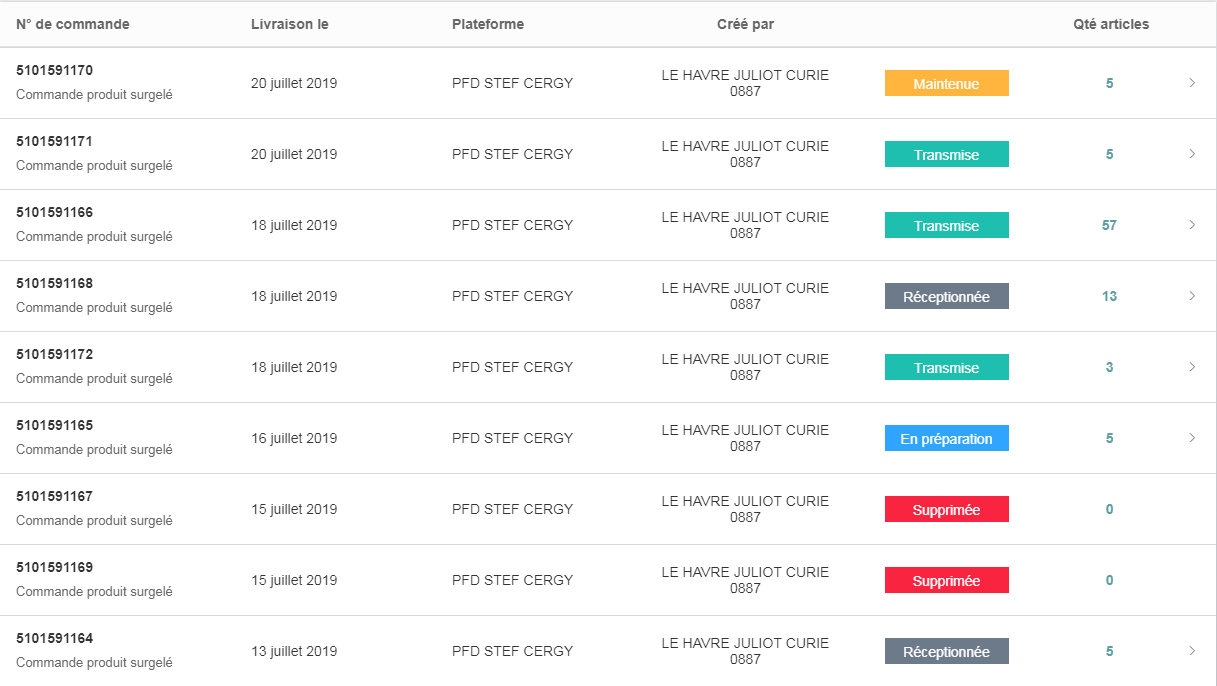 N° de commande Livraison le Plateforme Créé par Qté articles
5101591170
Commande produit surgelé
20 juillet 2019
PFD STEF CERGY
LE HAVRE JULIOT CURIE
0887
Maintenue
5
5101591171
Commande produit surgelé
20 juillet 2019
PFD STEF CERGY
LE HAVRE JULIOT CURIE
0887
Transmise
5
5101591166
Commande produit surgelé
18 juillet 2019
PFD STEF CERGY
LE HAVRE JULIOT CURIE
0887
Transmise
57
5101591168
Commande produit surgelé
18 juillet 2019
PFD STEF CERGY
LE HAVRE JULIOT CURIE
0887
Réceptionnée
13
5101591172
Commande produit surgelé
18 juillet 2019
PFD STEF CERGY
LE HAVRE JULIOT CURIE
0887
Transmise
3
5101591165
Commande produit surgelé
16 juillet 2019
PFD STEF CERGY
LE HAVRE JULIOT CURIE
0887
En préparation
5
5101591167
Commande produit surgelé
15 juillet 2019
PFD STEF CERGY
LE HAVRE JULIOT CURIE
0887
Supprimée
0
5101591169
Commande produit surgelé
15 juillet 2019
PFD STEF CERGY
LE HAVRE JULIOT CURIE
0887
Supprimée
0
5101591164
Commande produit surgelé
13 juillet 2019
PFD STEF CERGY
LE HAVRE JULIOT CURIE
0887
Réceptionnée
5